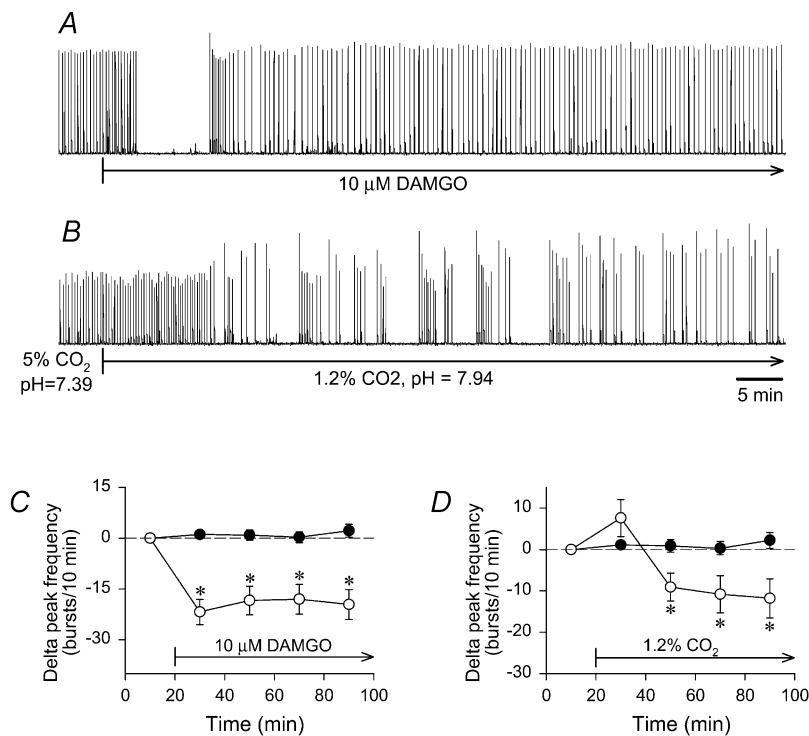 A
10 µM DAMGO
B
5% CO2
pH=7.39
1.2% CO2, pH = 7.94
5 min
C
Delta peak frequency
(bursts/10 min)
15
0
-15
-30
* * * *
10 µM DAMGO
0 20 40 60 80 100
Time (min)
D
Delta peak frequency
(bursts/10 min)
10
0
-10
-20
-30
* * *
1.2% CO2
0 20 40 60 80 100
Time (min)